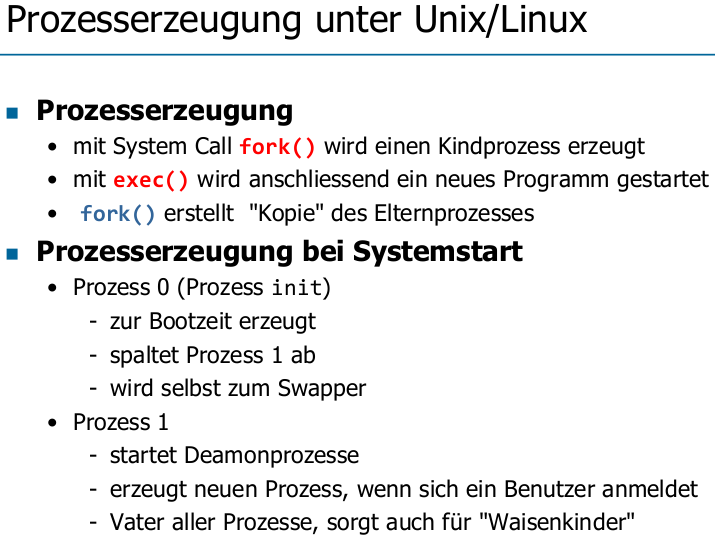 Prozesserzeugung unter Unix/Linux
Prozesserzeugung
• mit System Call fork() wird einen Kindprozess erzeugt
• mit exec() wird anschliessend ein neues Programm gestartet
• fork() erstellt "Kopie" des Elternprozesses
Prozesserzeugung bei Systemstart
• Prozess 0 (Prozess init)
- zur Bootzeit erzeugt
- spaltet Prozess 1 ab
- wird selbst zum Swapper
• Prozess 1
- startet Deamonprozesse
- erzeugt neuen Prozess, wenn sich ein Benutzer anmeldet
- Vater aller Prozesse, sorgt auch für "Waisenkinder"